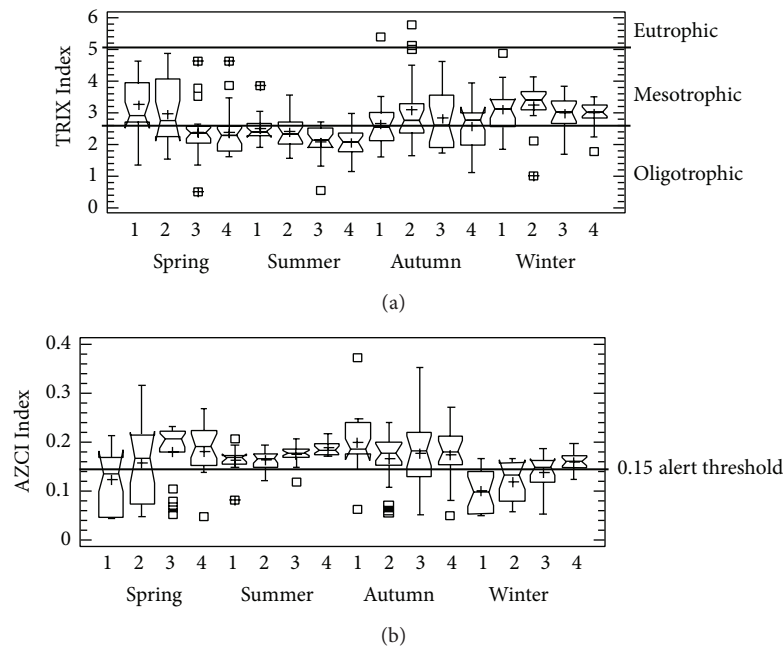 TRIX Index
6
5
4
3
2
1
0
Eutrophic
Mesotrophic
Oligotrophic
1 2 3 4 1 2 3 4 1 2 3 4 1 2 3 4
Spring Summer Autumn Winter
(a)
AZCI Index
0.4
0.3
0.2
0.1
0
0.15 alert threshold
1 2 3 4 1 2 3 4 1 2 3 4 1 2 3 4
Spring Summer Autumn Winter
(b)